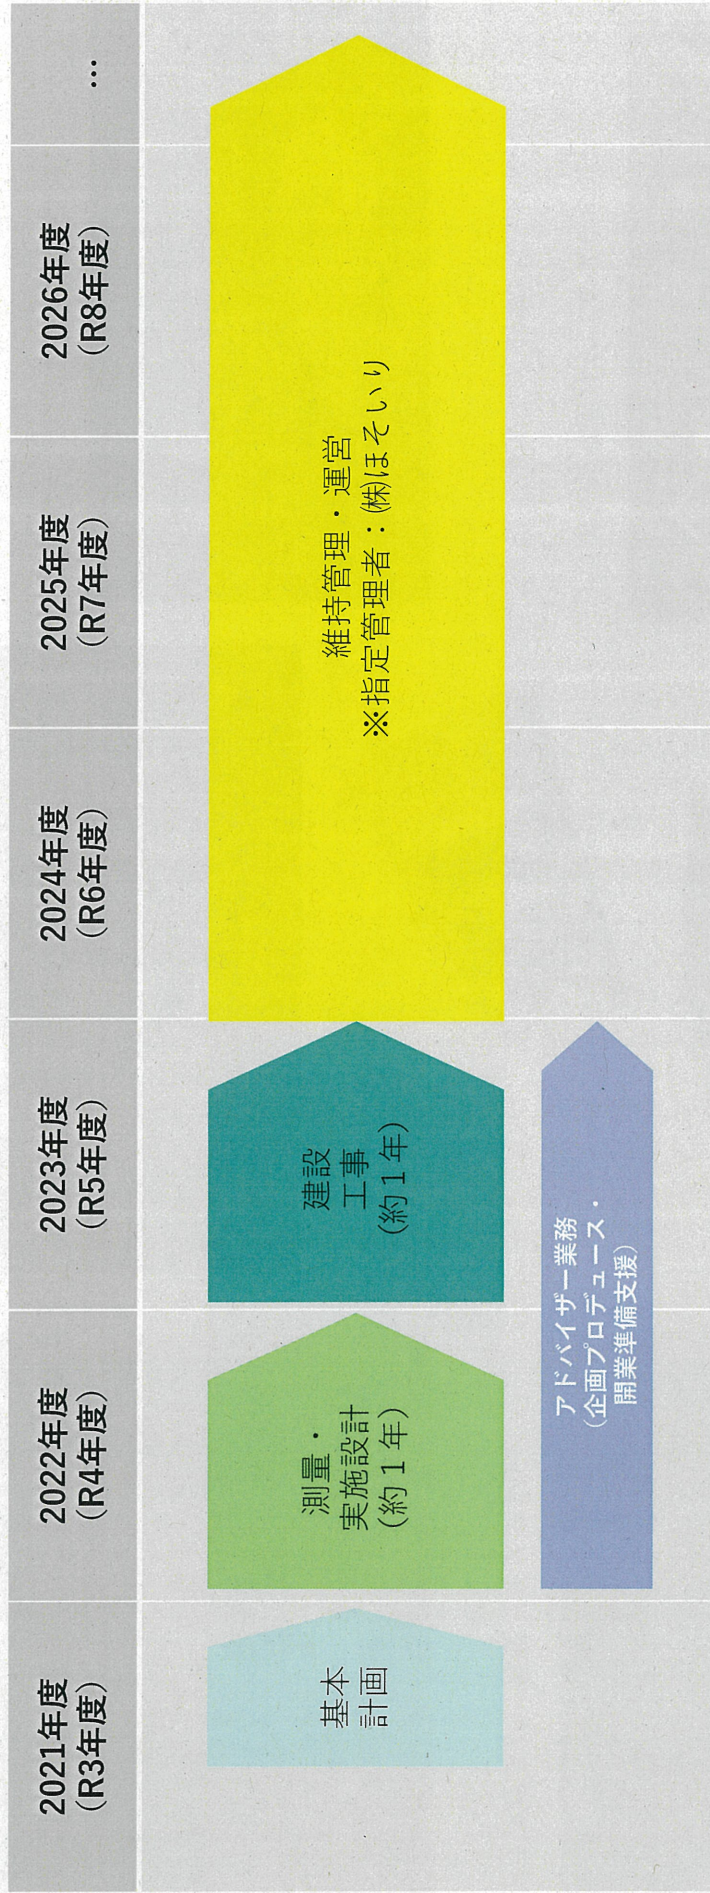 2021年度
（R3年度）
2022年度
（R4年度）
2023年度
（R5年度）
2024年度
（R6年度）
2025年度
（R7年度）
2026年度
（R8年度）
…
基本
計画
測量・
実施設計
（約１年）
建設
工事
（約１年）
維持管理・運営
※指定管理者：㈱ほそいり
アドバイザー業務
（企画プロデュース・
開業準備支援）